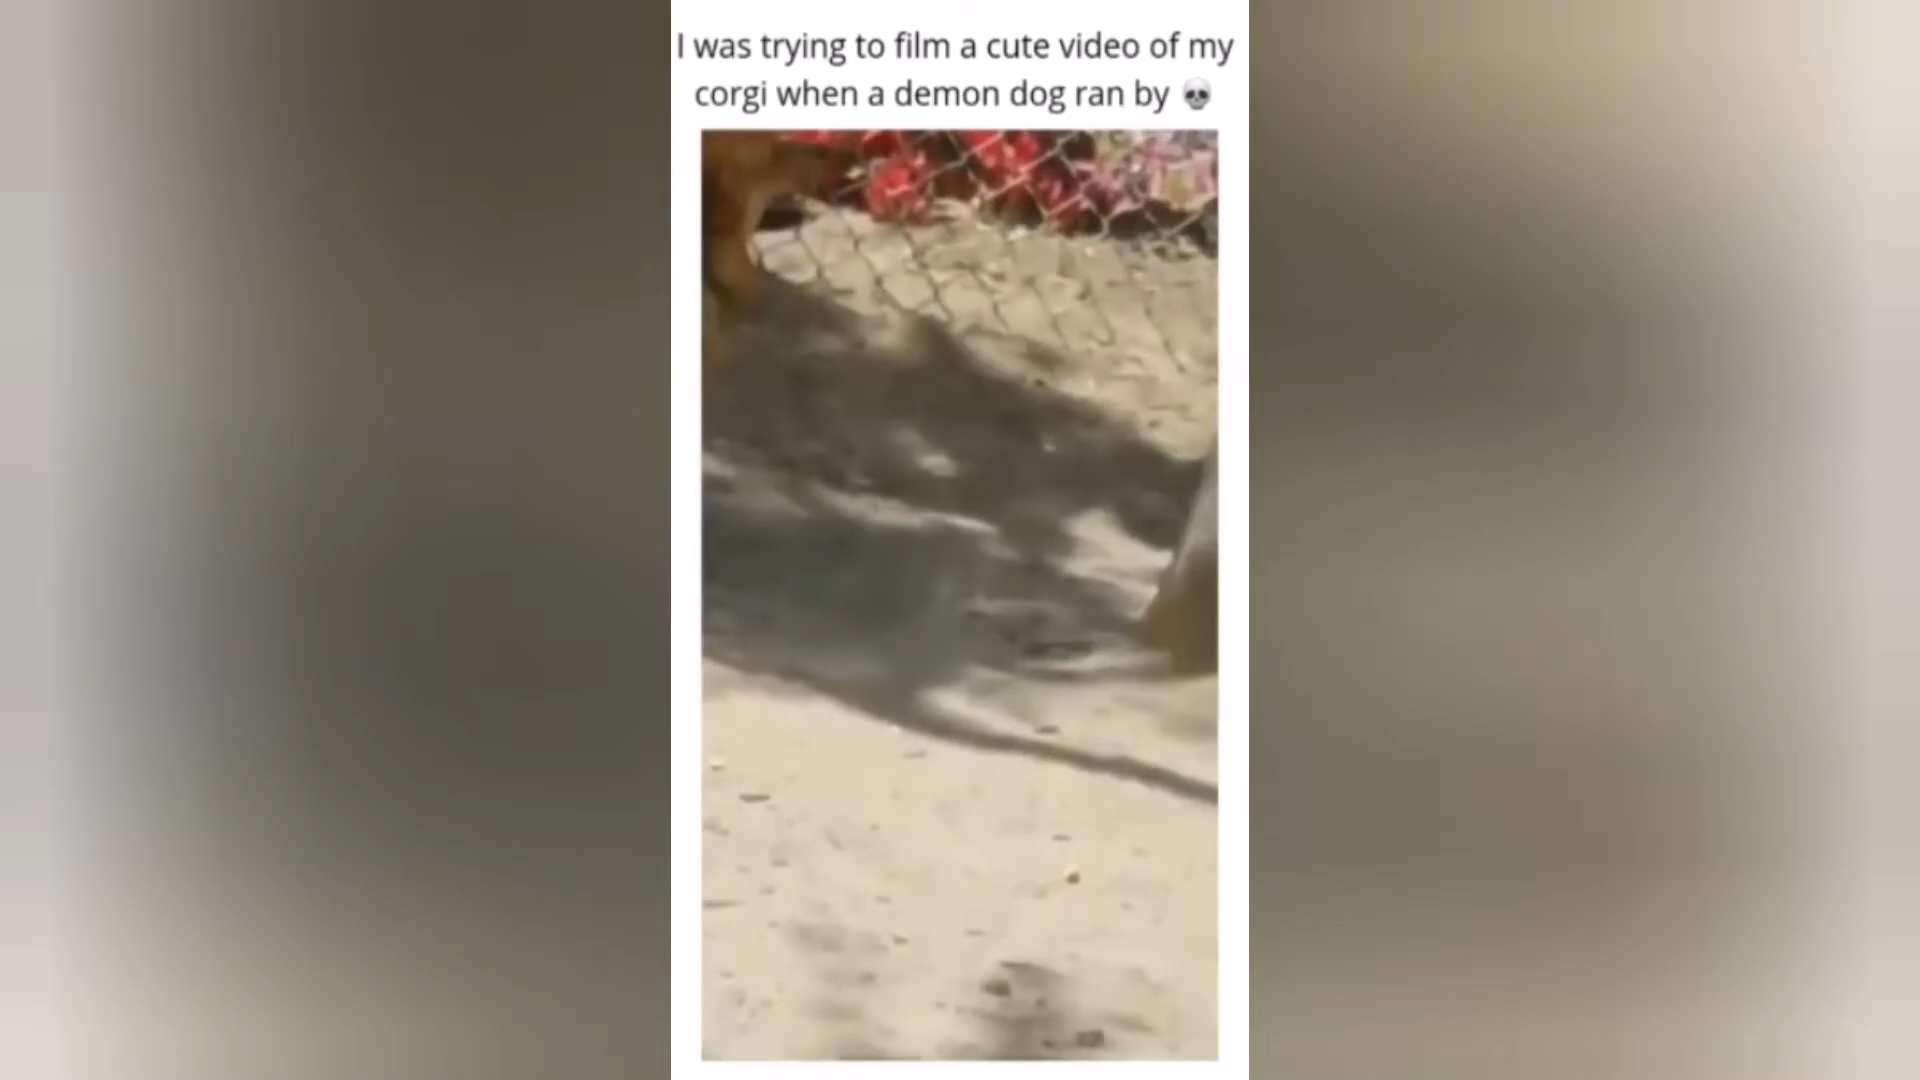 I was trying to film a cute video of my
corgi when a demon dog ran by 💀